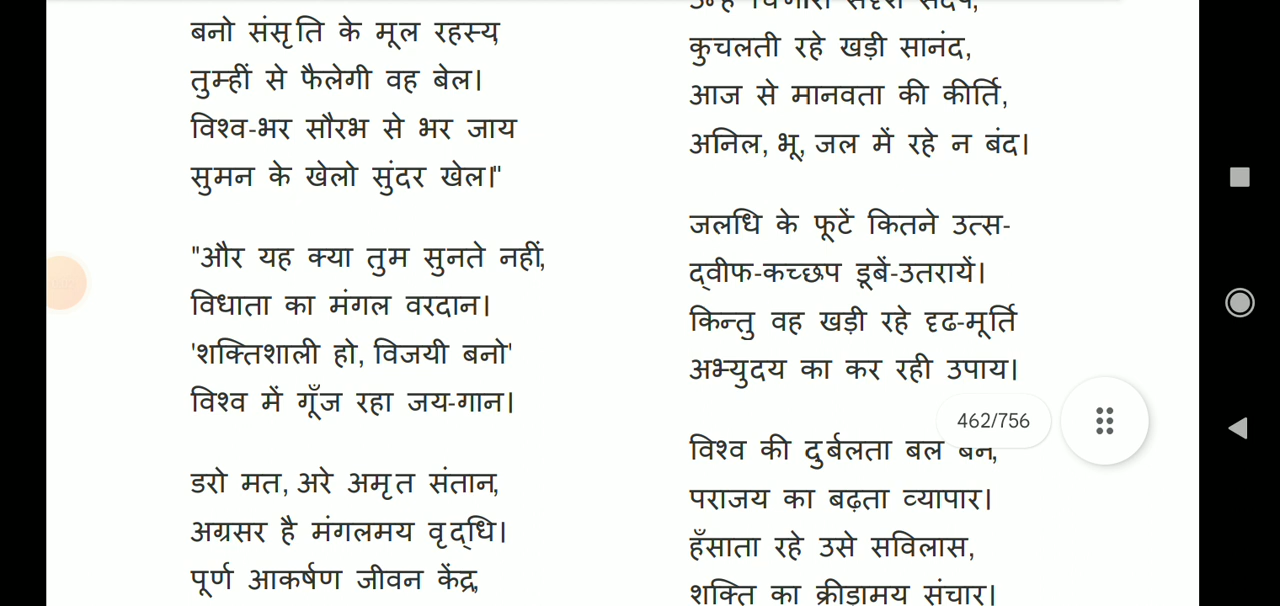 बनो संसृति के मूल रहस्य,
तुम्हीं से फैलेगी वह बेल।
विश्व-भर सौरभ से भर जाय
सुमन के खेलो सुंदर खेल।"
"और यह क्या तुम सुनते नहीं,
विधाता का मंगल वरदान।
'शक्तिशाली हो, विजयी बनो'
विश्व में गूँज रहा जय-गान।
डरो मत, अरे अमृत संतान,
अग्रसर है मंगलमय वृद्धि।
पूर्ण आकर्षण जीवन केंद्र,
कुचलती रहे खड़ी सानंद,
आज से मानवता की कीर्ति,
अनिल, भू, जल में रहे न बंद।
जलधि के फूटें कितने उत्स-
द्वीफ-कच्छप डूबें-उतरायें।
किन्तु वह खड़ी रहे दृढ-मूर्ति
अभ्युदय का कर रही उपाय।
462/756
विश्व की दुर्बलता बल बने,
पराजय का बढ़ता व्यापार।
हँसाता रहे उसे सविलास,
शक्ति का क्रीडामय संचार।